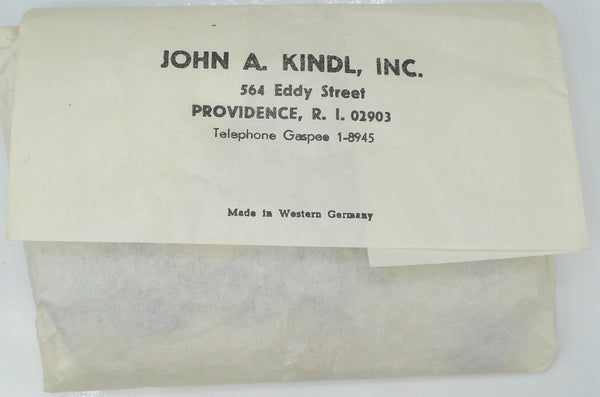 JOHN A. KINDL, INC.
564 Eddy Street
PROVIDENCE, R. I. 02903
Telephone Gaspee 1-8945
Made in Western Germany